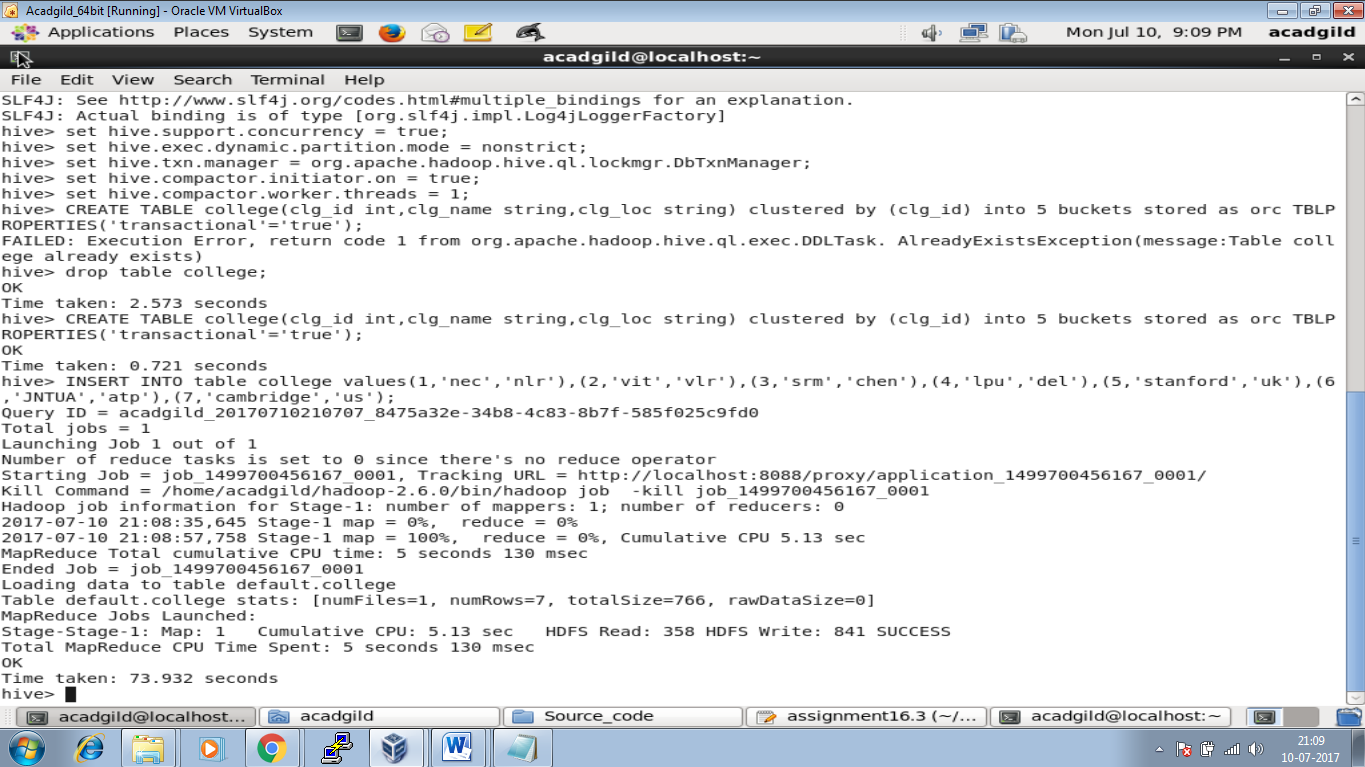 Acadgild_64bit [Running] - Oracle VM VirtualBox
Applications Places System Mon Jul 10, 9:09 PM acadgild
acadgild@localhost:~
File Edit View Search Terminal Help
SLF4J: See http://www.slf4j.org/codes.html#multiple_bindings for an explanation.
SLF4J: Actual binding is of type [org.slf4j.impl.Log4jLoggerFactory]
hive> set hive.support.concurrency = true;
hive> set hive.exec.dynamic.partition.mode = nonstrict;
hive> set hive.txn.manager = org.apache.hadoop.hive.ql.lockmgr.DbTxnManager;
hive> set hive.compactor.initiator.on = true;
hive> set hive.compactor.worker.threads = 1;
hive> CREATE TABLE college(clg_id int,clg_name string,clg_loc string) clustered by (clg_id) into 5 buckets stored as orc TBLP
ROPERTIES('transactional'='true');
FAILED: Execution Error, return code 1 from org.apache.hadoop.hive.ql.exec.DDLTask. AlreadyExistsException(message:Table coll
ege already exists)
hive> drop table college;
OK
Time taken: 2.573 seconds
hive> CREATE TABLE college(clg_id int,clg_name string,clg_loc string) clustered by (clg_id) into 5 buckets stored as orc TBLP
ROPERTIES('transactional'='true');
OK
Time taken: 0.721 seconds
hive> INSERT INTO table college values(1,'nec','nlr'),(2,'vit','vlr'),(3,'srm','chen'),(4,'lpu','del'),(5,'stanford','uk'),(6
,'JNTUA','atp'),(7,'cambridge','us');
Query ID = acadgild_20170710210707_8475a32e-34b8-4c83-8b7f-585f025c9fd0
Total jobs = 1
Launching Job 1 out of 1
Number of reduce tasks is set to 0 since there's no reduce operator
Starting Job = job_1499700456167_0001, Tracking URL = http://localhost:8088/proxy/application_1499700456167_0001/
Kill Command = /home/acadgild/hadoop-2.6.0/bin/hadoop job  -kill job_1499700456167_0001
Hadoop job information for Stage-1: number of mappers: 1; number of reducers: 0
2017-07-10 21:08:35,645 Stage-1 map = 0%,  reduce = 0%
2017-07-10 21:08:57,758 Stage-1 map = 100%,  reduce = 0%, Cumulative CPU 5.13 sec
MapReduce Total cumulative CPU time: 5 seconds 130 msec
Ended Job = job_1499700456167_0001
Loading data to table default.college
Table default.college stats: [numFiles=1, numRows=7, totalSize=766, rawDataSize=0]
MapReduce Jobs Launched:
Stage-Stage-1: Map: 1   Cumulative CPU: 5.13 sec   HDFS Read: 358 HDFS Write: 841 SUCCESS
Total MapReduce CPU Time Spent: 5 seconds 130 msec
OK
Time taken: 73.932 seconds
hive>
acadgild@localhost... acadgild Source_code assignment16.3 (~/... acadgild@localhost:~
21:09
10-07-2017